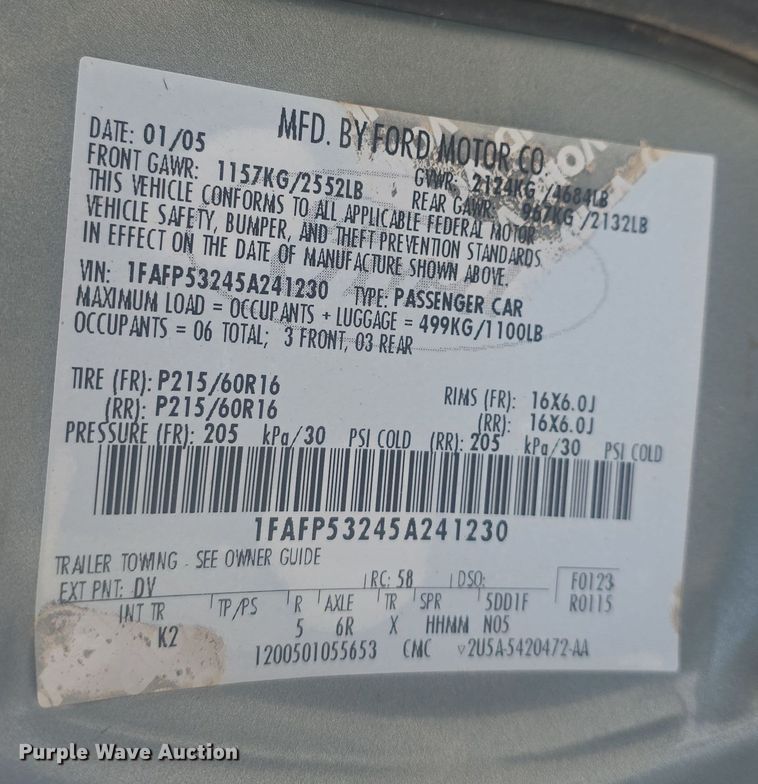 MFD. BY FORD MOTOR CO
DATE: 01/05
GVWR: 2124KG /4684LB
FRONT GAWR: 1157KG/2552LB
REAR GAWR: 967KG /2132LB
THIS VEHICLE CONFORMS TO ALL APPLICABLE FEDERAL MOTOR
VEHICLE SAFETY, BUMPER, AND THEFT PREVENTION STANDARDS
IN EFFECT ON THE DATE OF MANUFACTURE SHOWN ABOVE.
VIN: 1FAFP53245A241230 TYPE: PASSENGER CAR
MAXIMUM LOAD = OCCUPANTS + LUGGAGE = 499KG/1100LB
OCCUPANTS = 06 TOTAL; 3 FRONT, 03 REAR
TIRE (FR): P215/60R16 RIMS (FR): 16X6.0J
(RR): P215/60R16 (RR): 16X6.0J
PRESSURE (FR): 205 kPa/30 PSI COLD (RR): 205 kPa/30 PSI COLD
1FAFP53245A241230
TRAILER TOWING - SEE OWNER GUIDE
EXT PNT: DV RC: 58 DSO: F0123
INT TR TP/PS R AXLE TR SPR 5DD1F R0115
K2 5 6R X HHMM N05
1200501055653 CMC 2U5A-5420472-AA
Purple Wave Auction